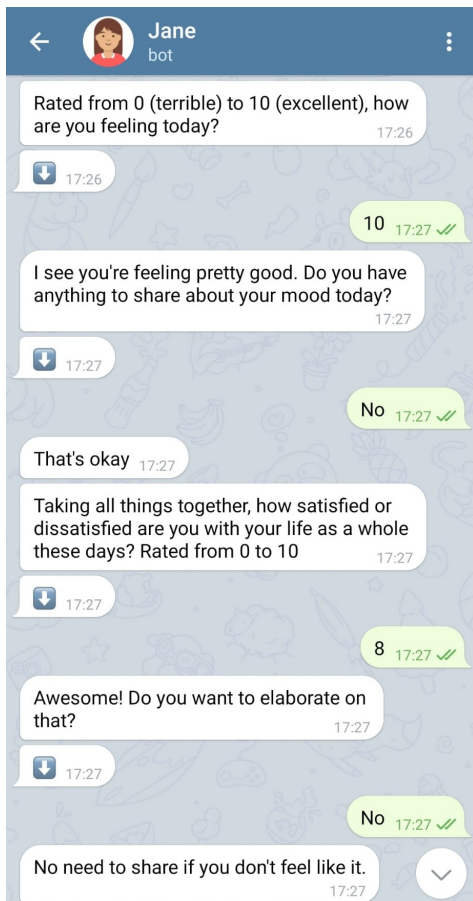 Jane
bot
Rated from 0 (terrible) to 10 (excellent), how
are you feeling today?
17:26
17:26
10
17:27
I see you're feeling pretty good. Do you have
anything to share about your mood today?
17:27
17:27
No
17:27
That's okay
17:27
Taking all things together, how satisfied or
dissatisfied are you with your life as a whole
these days? Rated from 0 to 10
17:27
17:27
8
17:27
Awesome! Do you want to elaborate on
that?
17:27
17:27
No
17:27
No need to share if you don't feel like it.
17:27